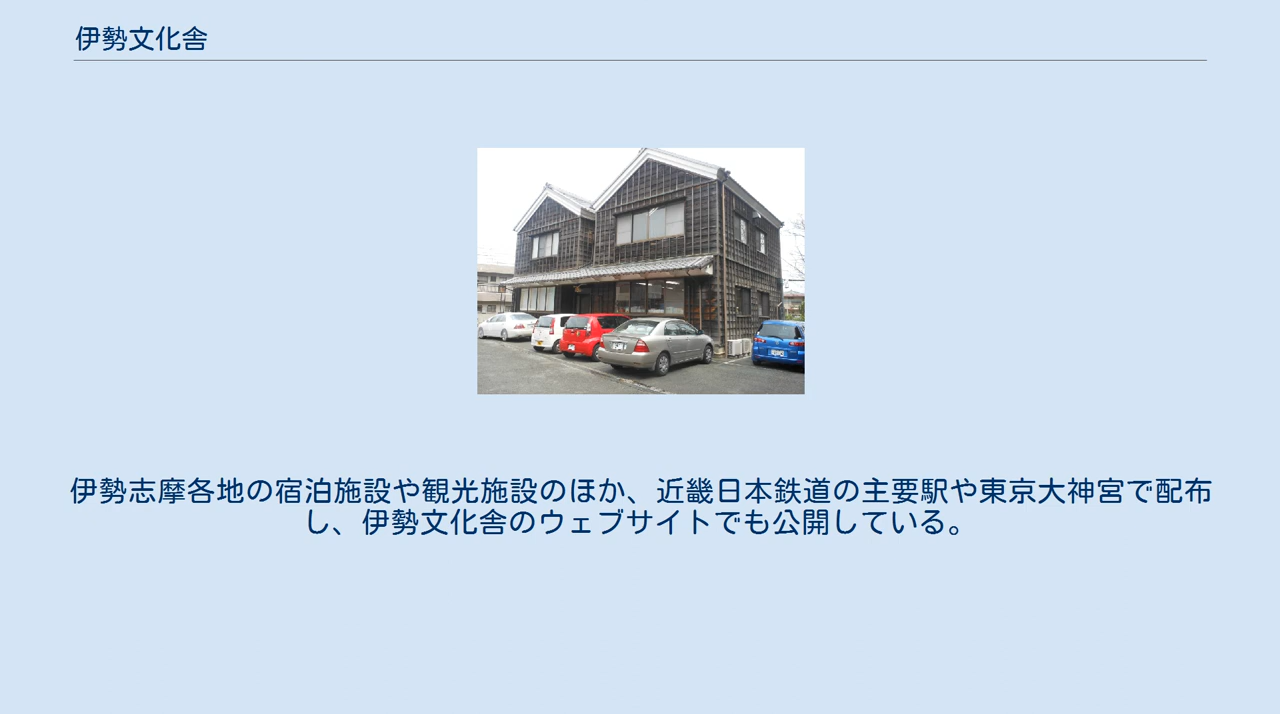 伊勢文化舎
伊勢志摩各地の宿泊施設や観光施設のほか、近畿日本鉄道の主要駅や東京大神宮で配布
し、伊勢文化舎のウェブサイトでも公開している。